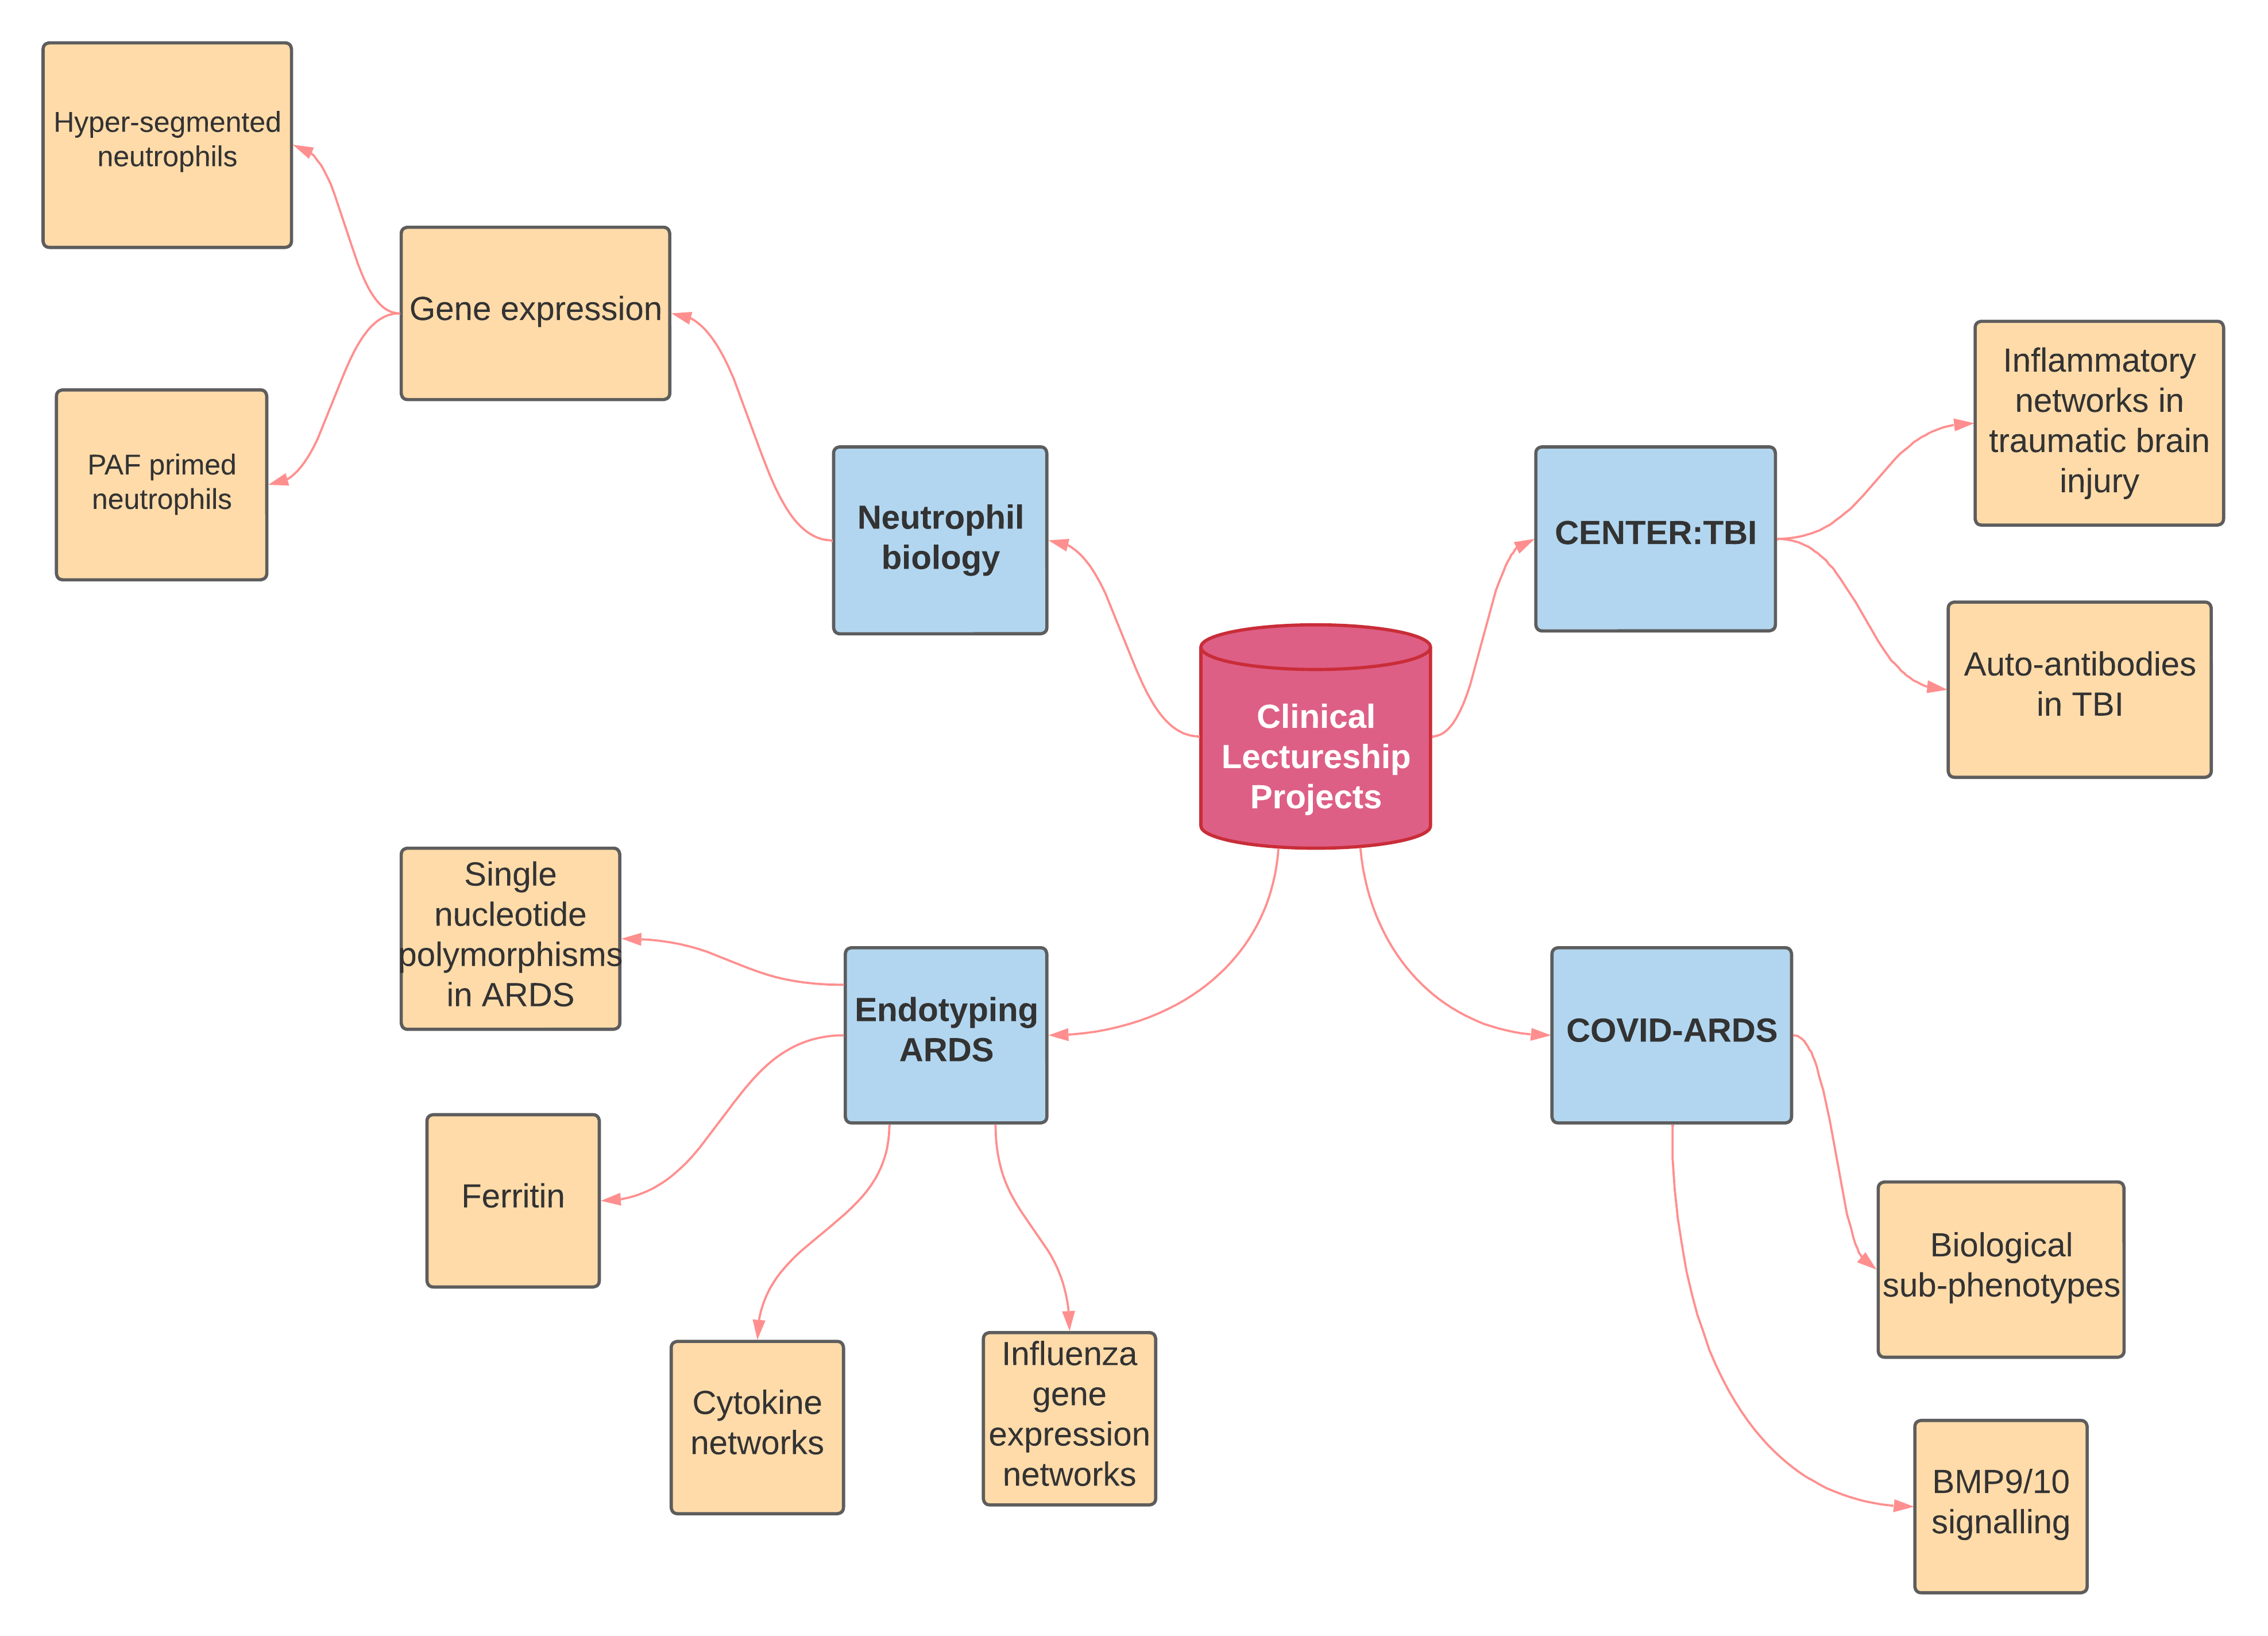 Hyper-segmented
neutrophils
Gene expression
PAF primed
neutrophils
Neutrophil
biology
CENTER:TBI
Inflammatory
networks in
traumatic brain
injury
Auto-antibodies
in TBI
Clinical
Lectureship
Projects
Single
nucleotide
polymorphisms
in ARDS
Endotyping
ARDS
COVID-ARDS
Ferritin
Biological
sub-phenotypes
Cytokine
networks
Influenza
gene
expression
networks
BMP9/10
signalling